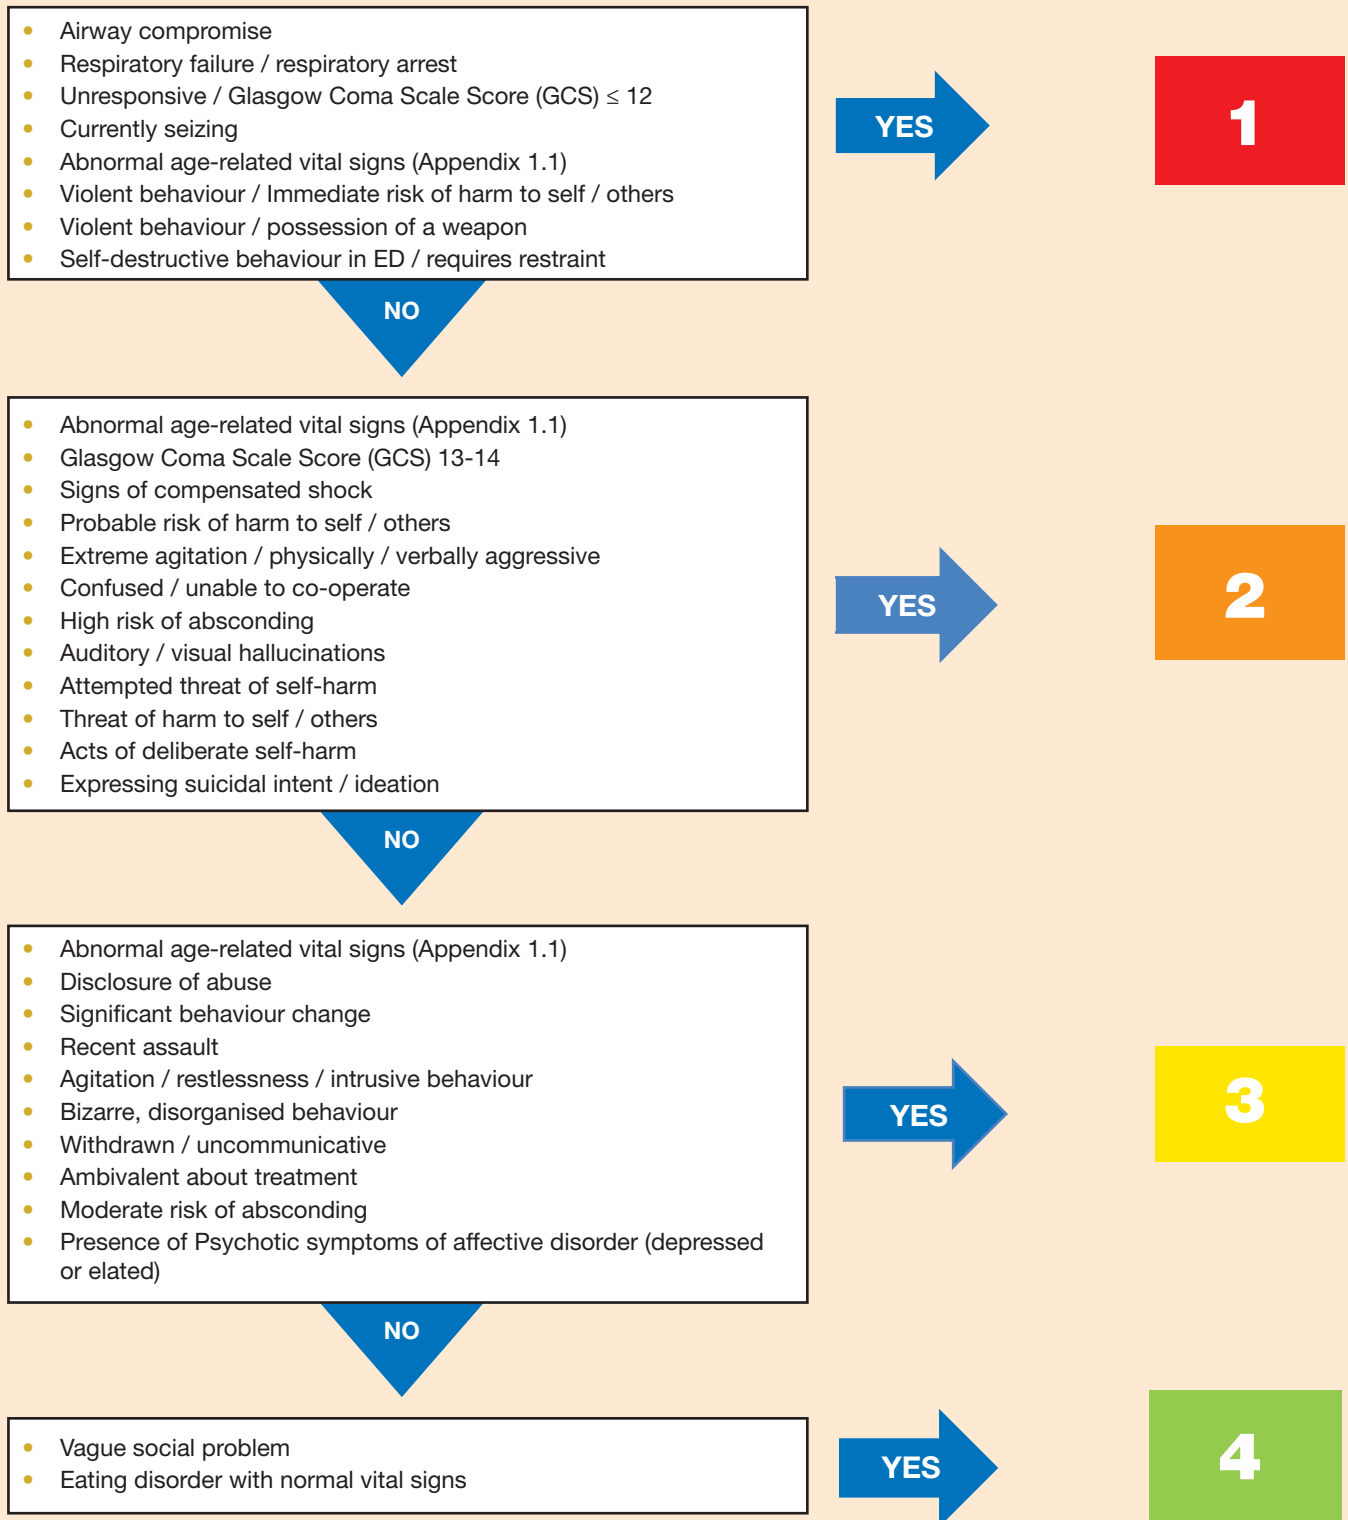 • Airway compromise
• Respiratory failure / respiratory arrest
• Unresponsive / Glasgow Coma Scale Score (GCS) ≤ 12
• Currently seizing
• Abnormal age-related vital signs (Appendix 1.1)
• Violent behaviour / Immediate risk of harm to self / others
• Violent behaviour / possession of a weapon
• Self-destructive behaviour in ED / requires restraint
YES
1
NO
• Abnormal age-related vital signs (Appendix 1.1)
• Glasgow Coma Scale Score (GCS) 13-14
• Signs of compensated shock
• Probable risk of harm to self / others
• Extreme agitation / physically / verbally aggressive
• Confused / unable to co-operate
• High risk of absconding
• Auditory / visual hallucinations
• Attempted threat of self-harm
• Threat of harm to self / others
• Acts of deliberate self-harm
• Expressing suicidal intent / ideation
YES
2
NO
• Abnormal age-related vital signs (Appendix 1.1)
• Disclosure of abuse
• Significant behaviour change
• Recent assault
• Agitation / restlessness / intrusive behaviour
• Bizarre, disorganised behaviour
• Withdrawn / uncommunicative
• Ambivalent about treatment
• Moderate risk of absconding
• Presence of Psychotic symptoms of affective disorder (depressed
or elated)
YES
3
NO
• Vague social problem
• Eating disorder with normal vital signs
YES
4